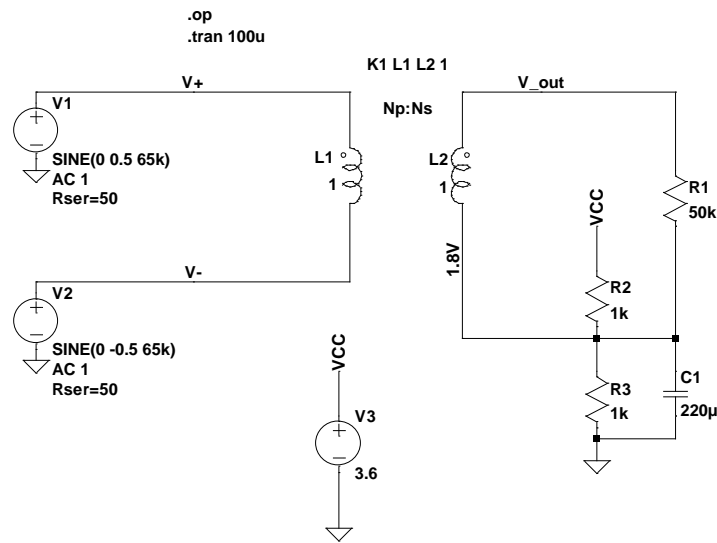 .op
.tran 100u
K1 L1 L2 1
V+
V_out
V1
Np:Ns
SINE(0 0.5 65k)
AC 1
Rser=50
L1
1
L2
1
R1
50k
VCC
1.8V
V-
V2
R2
1k
SINE(0 -0.5 65k)
AC 1
Rser=50
VCC
R3
1k
C1
220µ
V3
3.6